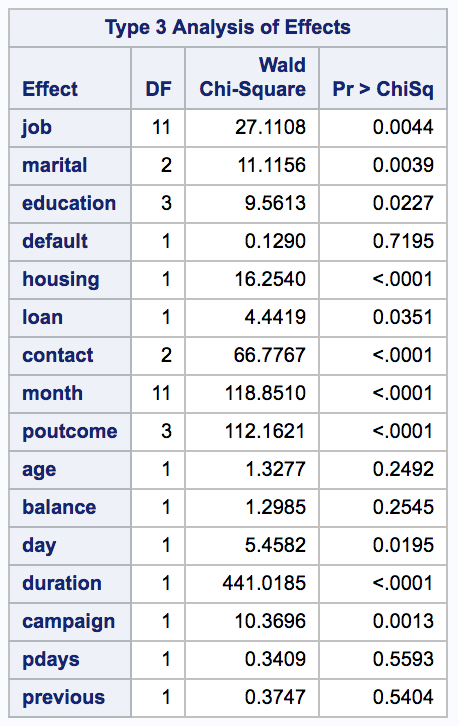 Type 3 Analysis of Effects
Effect DF Wald Chi-Square Pr > ChiSq
job 11 27.1108 0.0044
marital 2 11.1156 0.0039
education 3 9.5613 0.0227
default 1 0.1290 0.7195
housing 1 16.2540 <.0001
loan 1 4.4419 0.0351
contact 2 66.7767 <.0001
month 11 118.8510 <.0001
poutcome 3 112.1621 <.0001
age 1 1.3277 0.2492
balance 1 1.2985 0.2545
day 1 5.4582 0.0195
duration 1 441.0185 <.0001
campaign 1 10.3696 0.0013
pdays 1 0.3409 0.5593
previous 1 0.3747 0.5404